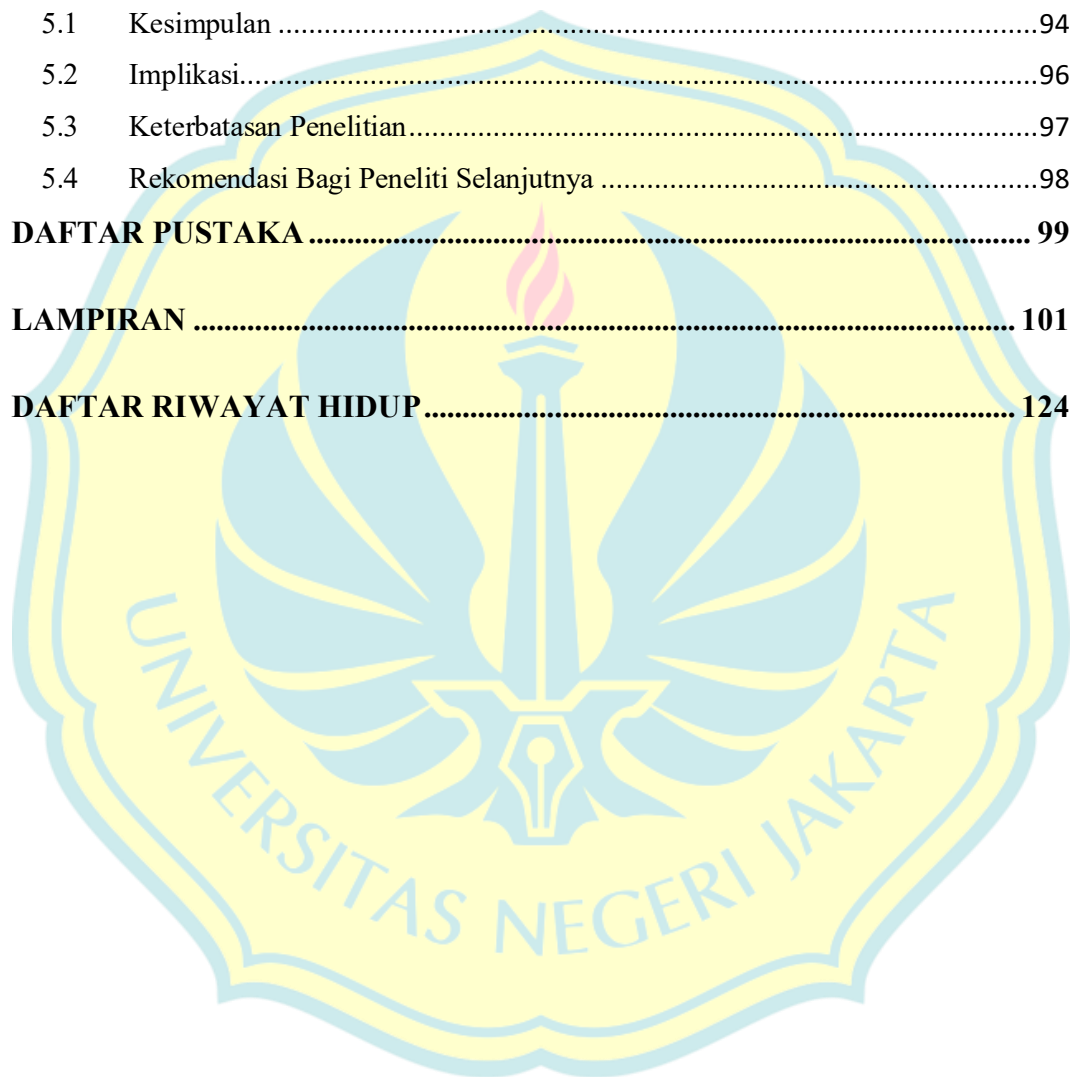 5.1 Kesimpulan ........................................................................................................94
5.2 Implikasi.............................................................................................................96
5.3 Keterbatasan Penelitian.......................................................................................97
5.4 Rekomendasi Bagi Peneliti Selanjutnya ..............................................................98
DAFTAR PUSTAKA ............................................................................................. 99
LAMPIRAN .......................................................................................................... 101
DAFTAR RIWAYAT HIDUP............................................................................. 124
UNIVERSITAS NEGERI JAKARTA